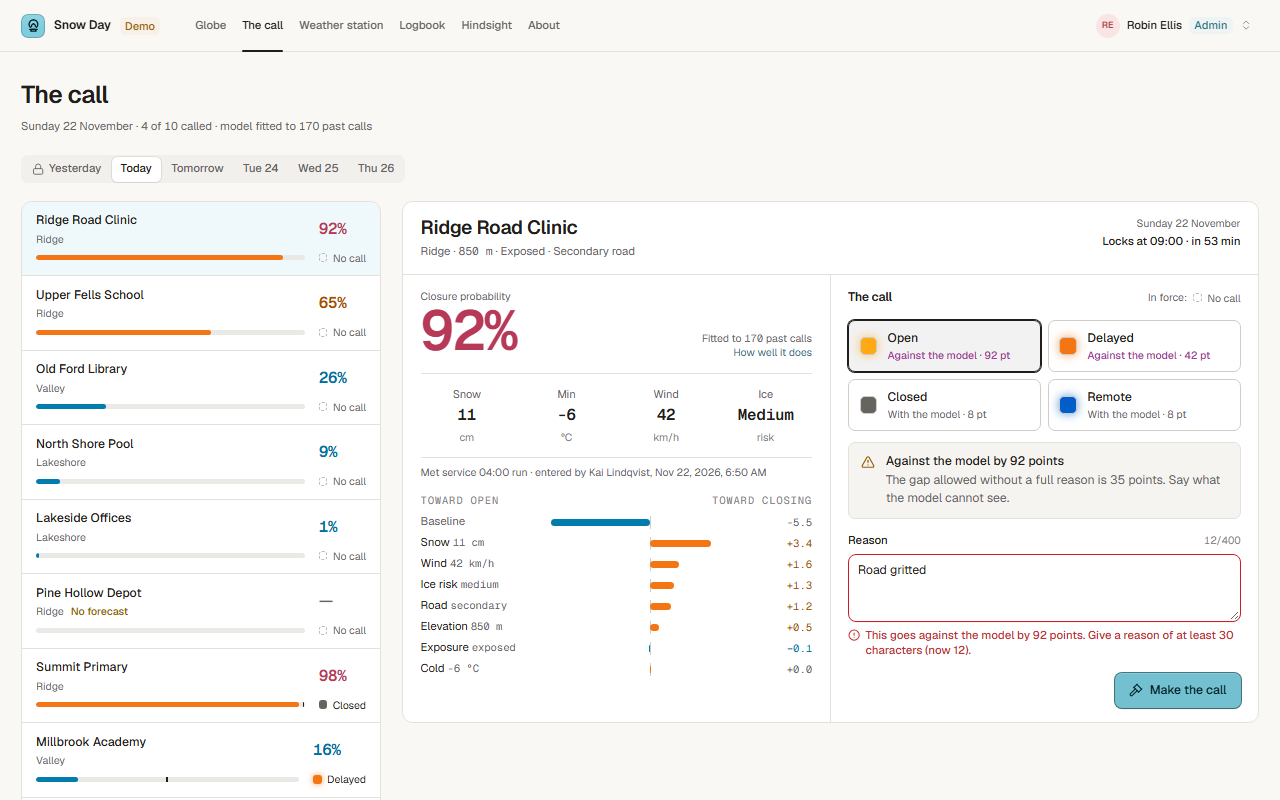 Snow Day Demo Globe The call Weather station Logbook Hindsight About RE Robin Ellis Admin
The call
Sunday 22 November · 4 of 10 called · model fitted to 170 past calls
Yesterday Today Tomorrow Tue 24 Wed 25 Thu 26
Ridge Road Clinic
Ridge
92%
No call
Upper Fells School
Ridge
65%
No call
Old Ford Library
Valley
26%
No call
North Shore Pool
Lakeshore
9%
No call
Lakeside Offices
Lakeshore
1%
No call
Pine Hollow Depot
Ridge No forecast
—
No call
Summit Primary
Ridge
98%
Closed
Millbrook Academy
Valley
16%
Delayed
Ridge Road Clinic
Ridge · 850 m · Exposed · Secondary road
Sunday 22 November
Locks at 09:00 · in 53 min
Closure probability
92%
Fitted to 170 past calls
How well it does
Snow Min Wind Ice
11 -6 42 Medium
cm °C km/h risk
Met service 04:00 run · entered by Kai Lindqvist, Nov 22, 2026, 6:50 AM
TOWARD OPEN TOWARD CLOSING
Baseline -5.5
Snow 11 cm +3.4
Wind 42 km/h +1.6
Ice risk medium +1.3
Road secondary +1.2
Elevation 850 m +0.5
Exposure exposed -0.1
Cold -6 °C +0.0
The call
In force: No call
Open
Against the model · 92 pt
Delayed
Against the model · 42 pt
Closed
With the model · 8 pt
Remote
With the model · 8 pt
Against the model by 92 points
The gap allowed without a full reason is 35 points. Say what
the model cannot see.
Reason 12/400
Road gritted
This goes against the model by 92 points. Give a reason of at least 30
characters (now 12).
Make the call